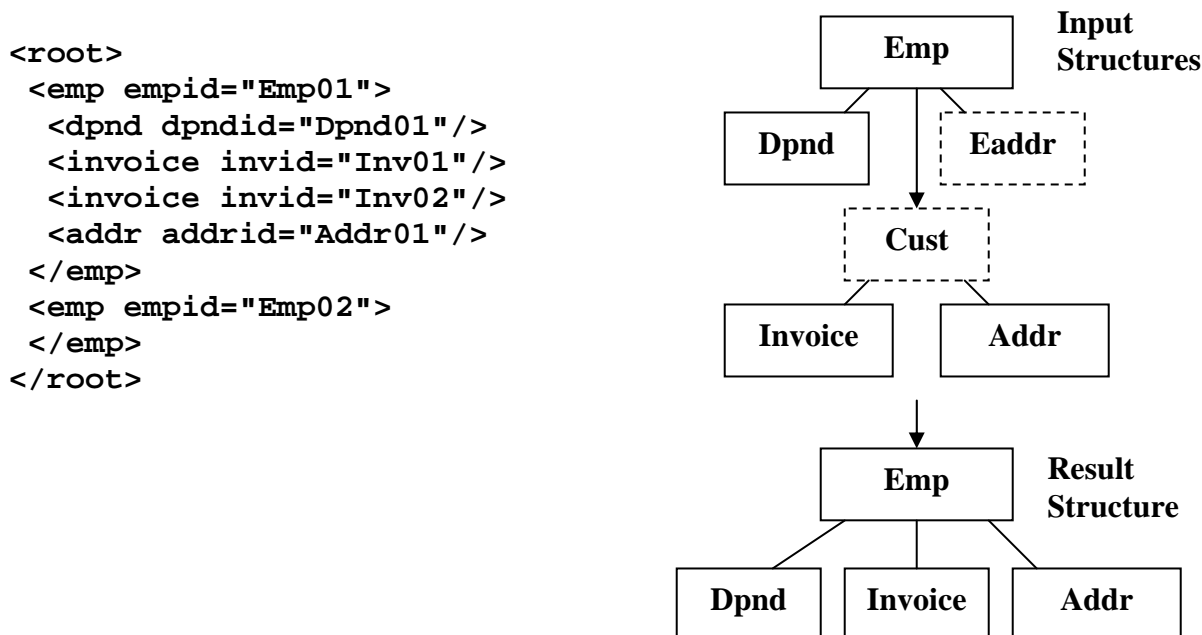 <root>
<emp empid="Emp01">
<dpnd dpndid="Dpnd01"/>
<invoice invid="Inv01"/>
<invoice invid="Inv02"/>
<addr addrid="Addr01"/>
</emp>
<emp empid="Emp02">
</emp>
</root>
Input
Structures
Emp
Dpnd
Eaddr
Cust
Invoice
Addr
Result
Structure
Emp
Dpnd
Invoice
Addr